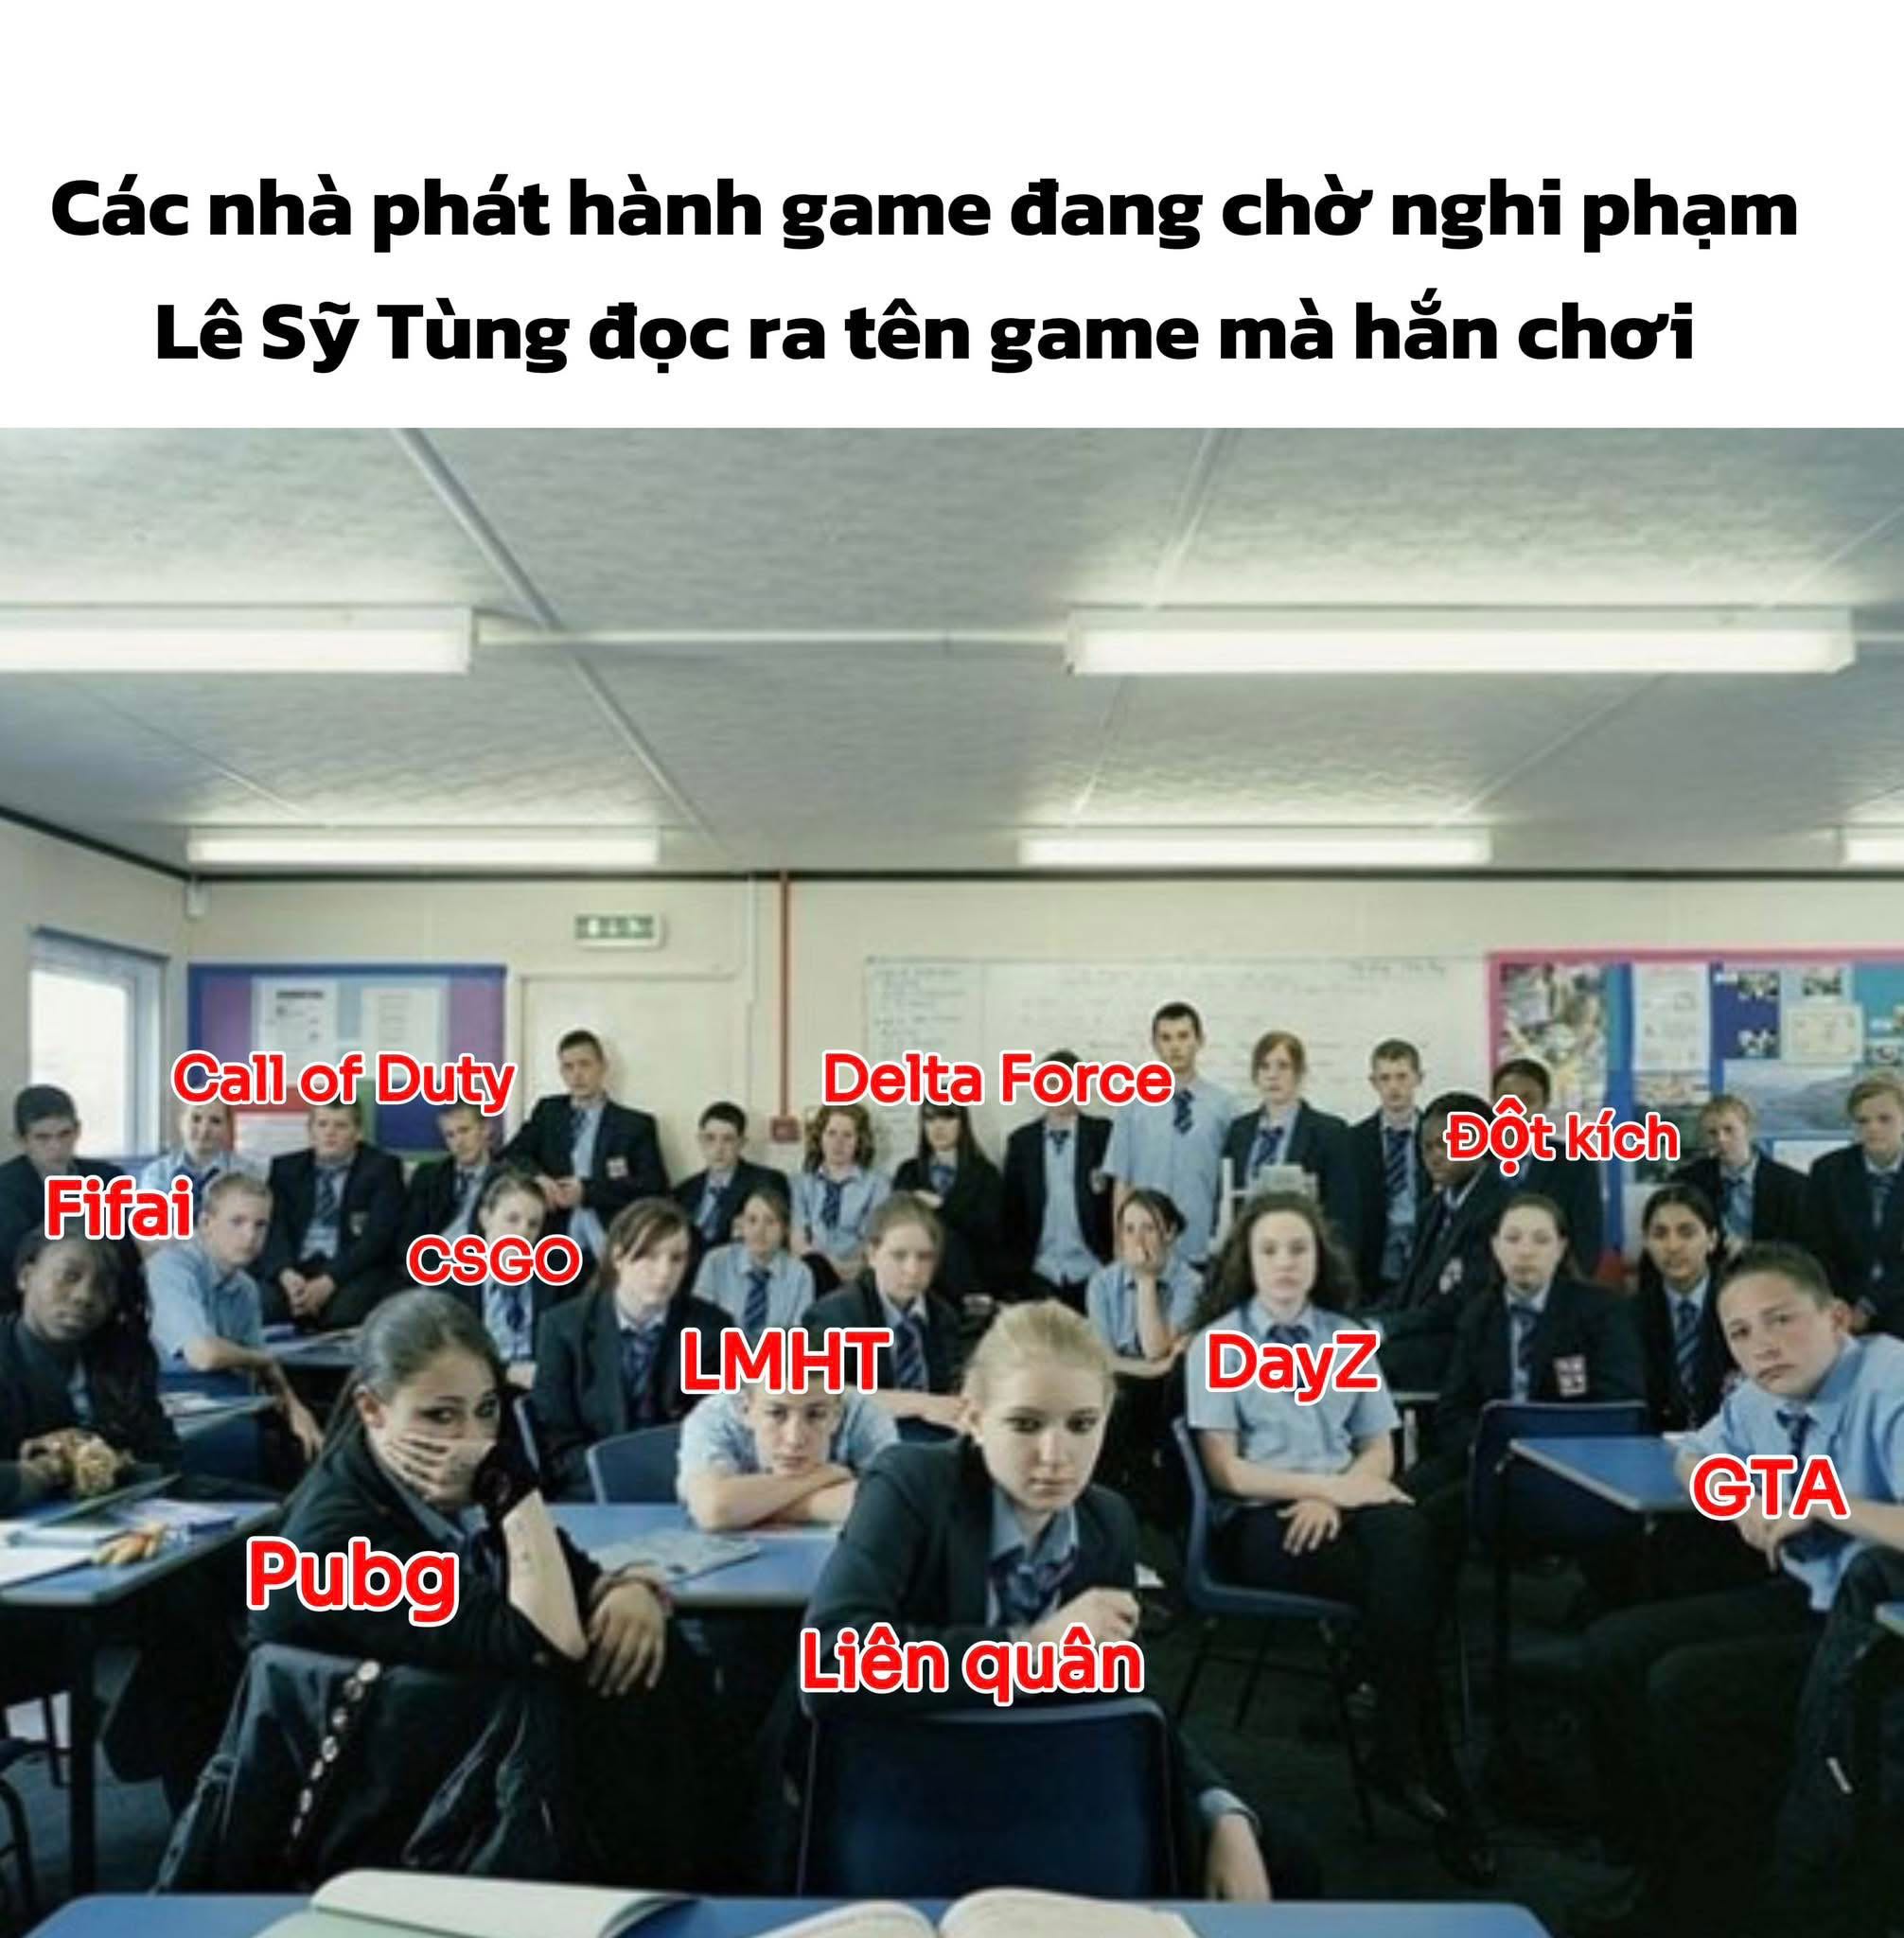 Các nhà phát hành game đang chờ nghi phạm
Lê Sỹ Tùng đọc ra tên game mà hắn chơi
Call of Duty
Delta Force
Đột kích
Fifai
CSGO
LMHT
DayZ
GTA
Pubg
Liên quân